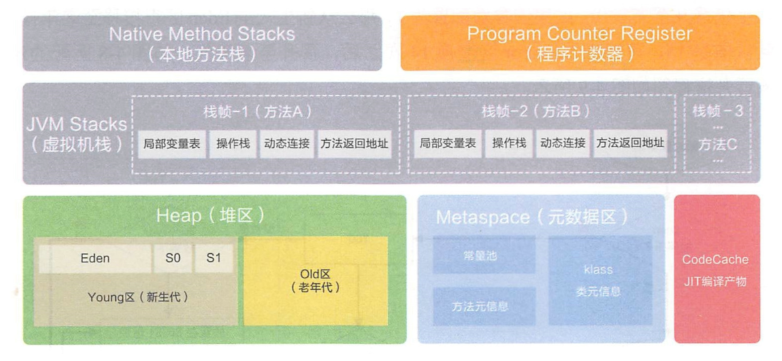 Native Method Stacks
（本地方法栈）
Program Counter Register
（程序计数器）
JVM Stacks
（虚拟机栈）
栈帧-1（方法A）
局部变量表
操作栈
动态连接
方法返回地址
栈帧-2（方法B）
局部变量表
操作栈
动态连接
方法返回地址
栈帧-3
...
方法C
...
Heap（堆区）
Eden
S0
S1
Young区（新生代）
Old区
（老年代）
Metaspace（元数据区）
常量池
方法元信息
klass
类元信息
CodeCache
JIT编译产物